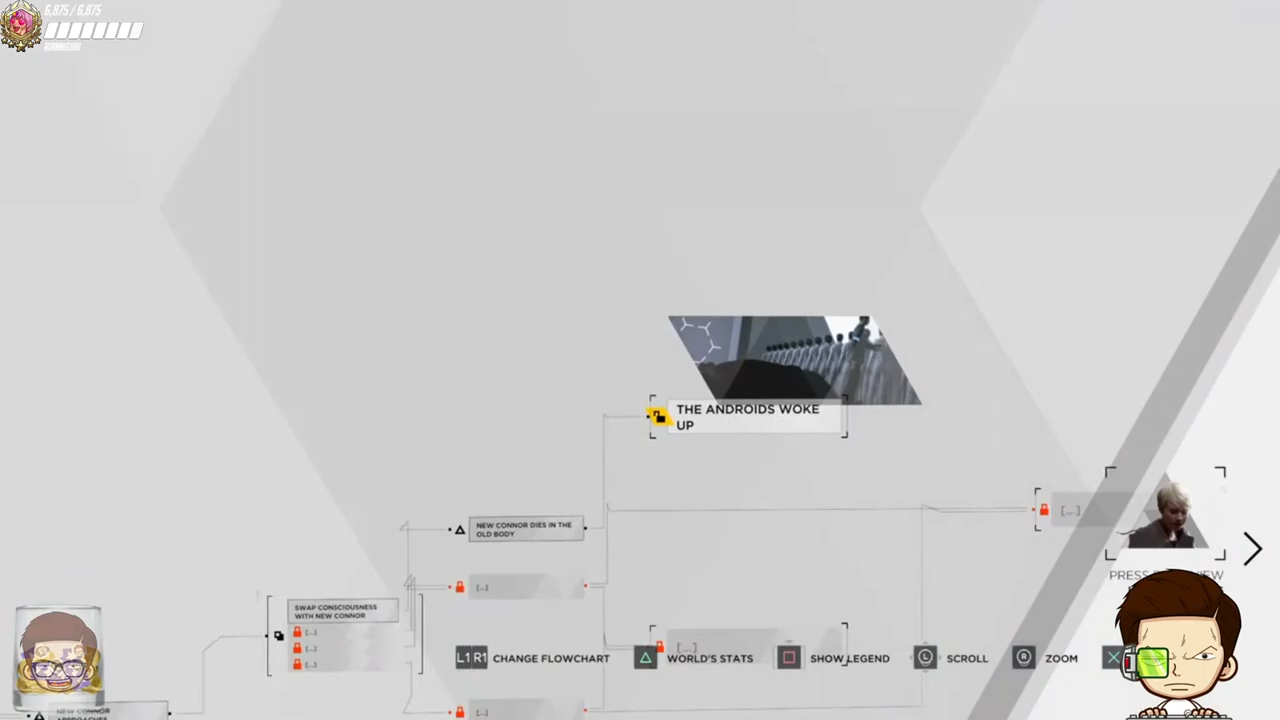 6,875 / 6,875
THE ANDROIDS WOKE
UP
[...]
NEW CONNOR DIES IN THE
OLD BODY
[...]
SWAP CONSCIOUSNESS
WITH NEW CONNOR
[...]
[...]
[...]
[...]
L1 R1 CHANGE FLOWCHART
WORLD'S STATS
SHOW LEGEND
L SCROLL
R ZOOM
NEW CONNOR
APPROACHES
[...]